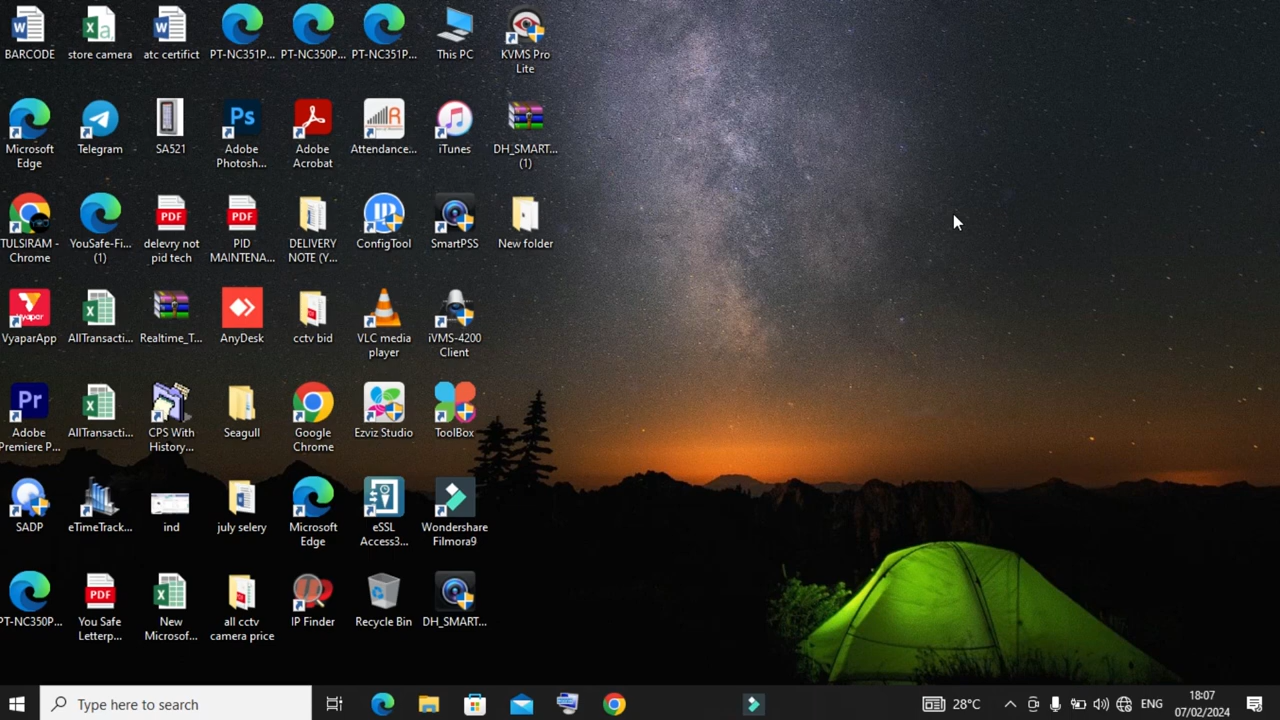 BARCODE
store camera
atc certifict
PT-NC351P...
PT-NC350P...
PT-NC351P...
This PC
KVMS Pro
Lite
Microsoft
Edge
Telegram
SA521
Adobe
Photosh...
Adobe
Acrobat
Attendance...
iTunes
DH_SMART...
(1)
TULSIRAM -
Chrome
YouSafe-Fi...
(1)
delevry not
pid tech
PID
MAINTENA...
DELIVERY
NOTE (Y...
ConfigTool
SmartPSS
New folder
VyaparApp
AllTransacti...
Realtime_T...
AnyDesk
cctv bid
VLC media
player
iVMS-4200
Client
Adobe
Premiere P...
AllTransacti...
CPS With
History...
Seagull
Google
Chrome
Ezviz Studio
ToolBox
SADP
eTimeTrack...
ind
july selery
Microsoft
Edge
eSSL
Access3...
Wondershare
Filmora9
PT-NC350P...
You Safe
Letterp...
New
Microsof...
all cctv
camera price
IP Finder
Recycle Bin
DH_SMART...
Type here to search
28°C
ENG
18:07
07/02/2024